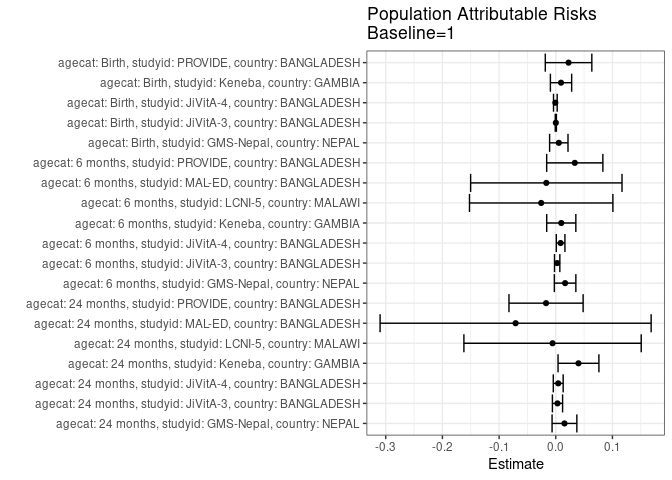 Population Attributable Risks
Baseline=1
agecat: Birth, studyid: PROVIDE, country: BANGLADESH
agecat: Birth, studyid: Keneba, country: GAMBIA
agecat: Birth, studyid: JiVitA-4, country: BANGLADESH
agecat: Birth, studyid: JiVitA-3, country: BANGLADESH
agecat: Birth, studyid: GMS-Nepal, country: NEPAL
agecat: 6 months, studyid: PROVIDE, country: BANGLADESH
agecat: 6 months, studyid: MAL-ED, country: BANGLADESH
agecat: 6 months, studyid: LCNI-5, country: MALAWI
agecat: 6 months, studyid: Keneba, country: GAMBIA
agecat: 6 months, studyid: JiVitA-4, country: BANGLADESH
agecat: 6 months, studyid: JiVitA-3, country: BANGLADESH
agecat: 6 months, studyid: GMS-Nepal, country: NEPAL
agecat: 24 months, studyid: PROVIDE, country: BANGLADESH
agecat: 24 months, studyid: MAL-ED, country: BANGLADESH
agecat: 24 months, studyid: LCNI-5, country: MALAWI
agecat: 24 months, studyid: Keneba, country: GAMBIA
agecat: 24 months, studyid: JiVitA-4, country: BANGLADESH
agecat: 24 months, studyid: JiVitA-3, country: BANGLADESH
agecat: 24 months, studyid: GMS-Nepal, country: NEPAL
-0.3 -0.2 -0.1 0.0 0.1
Estimate